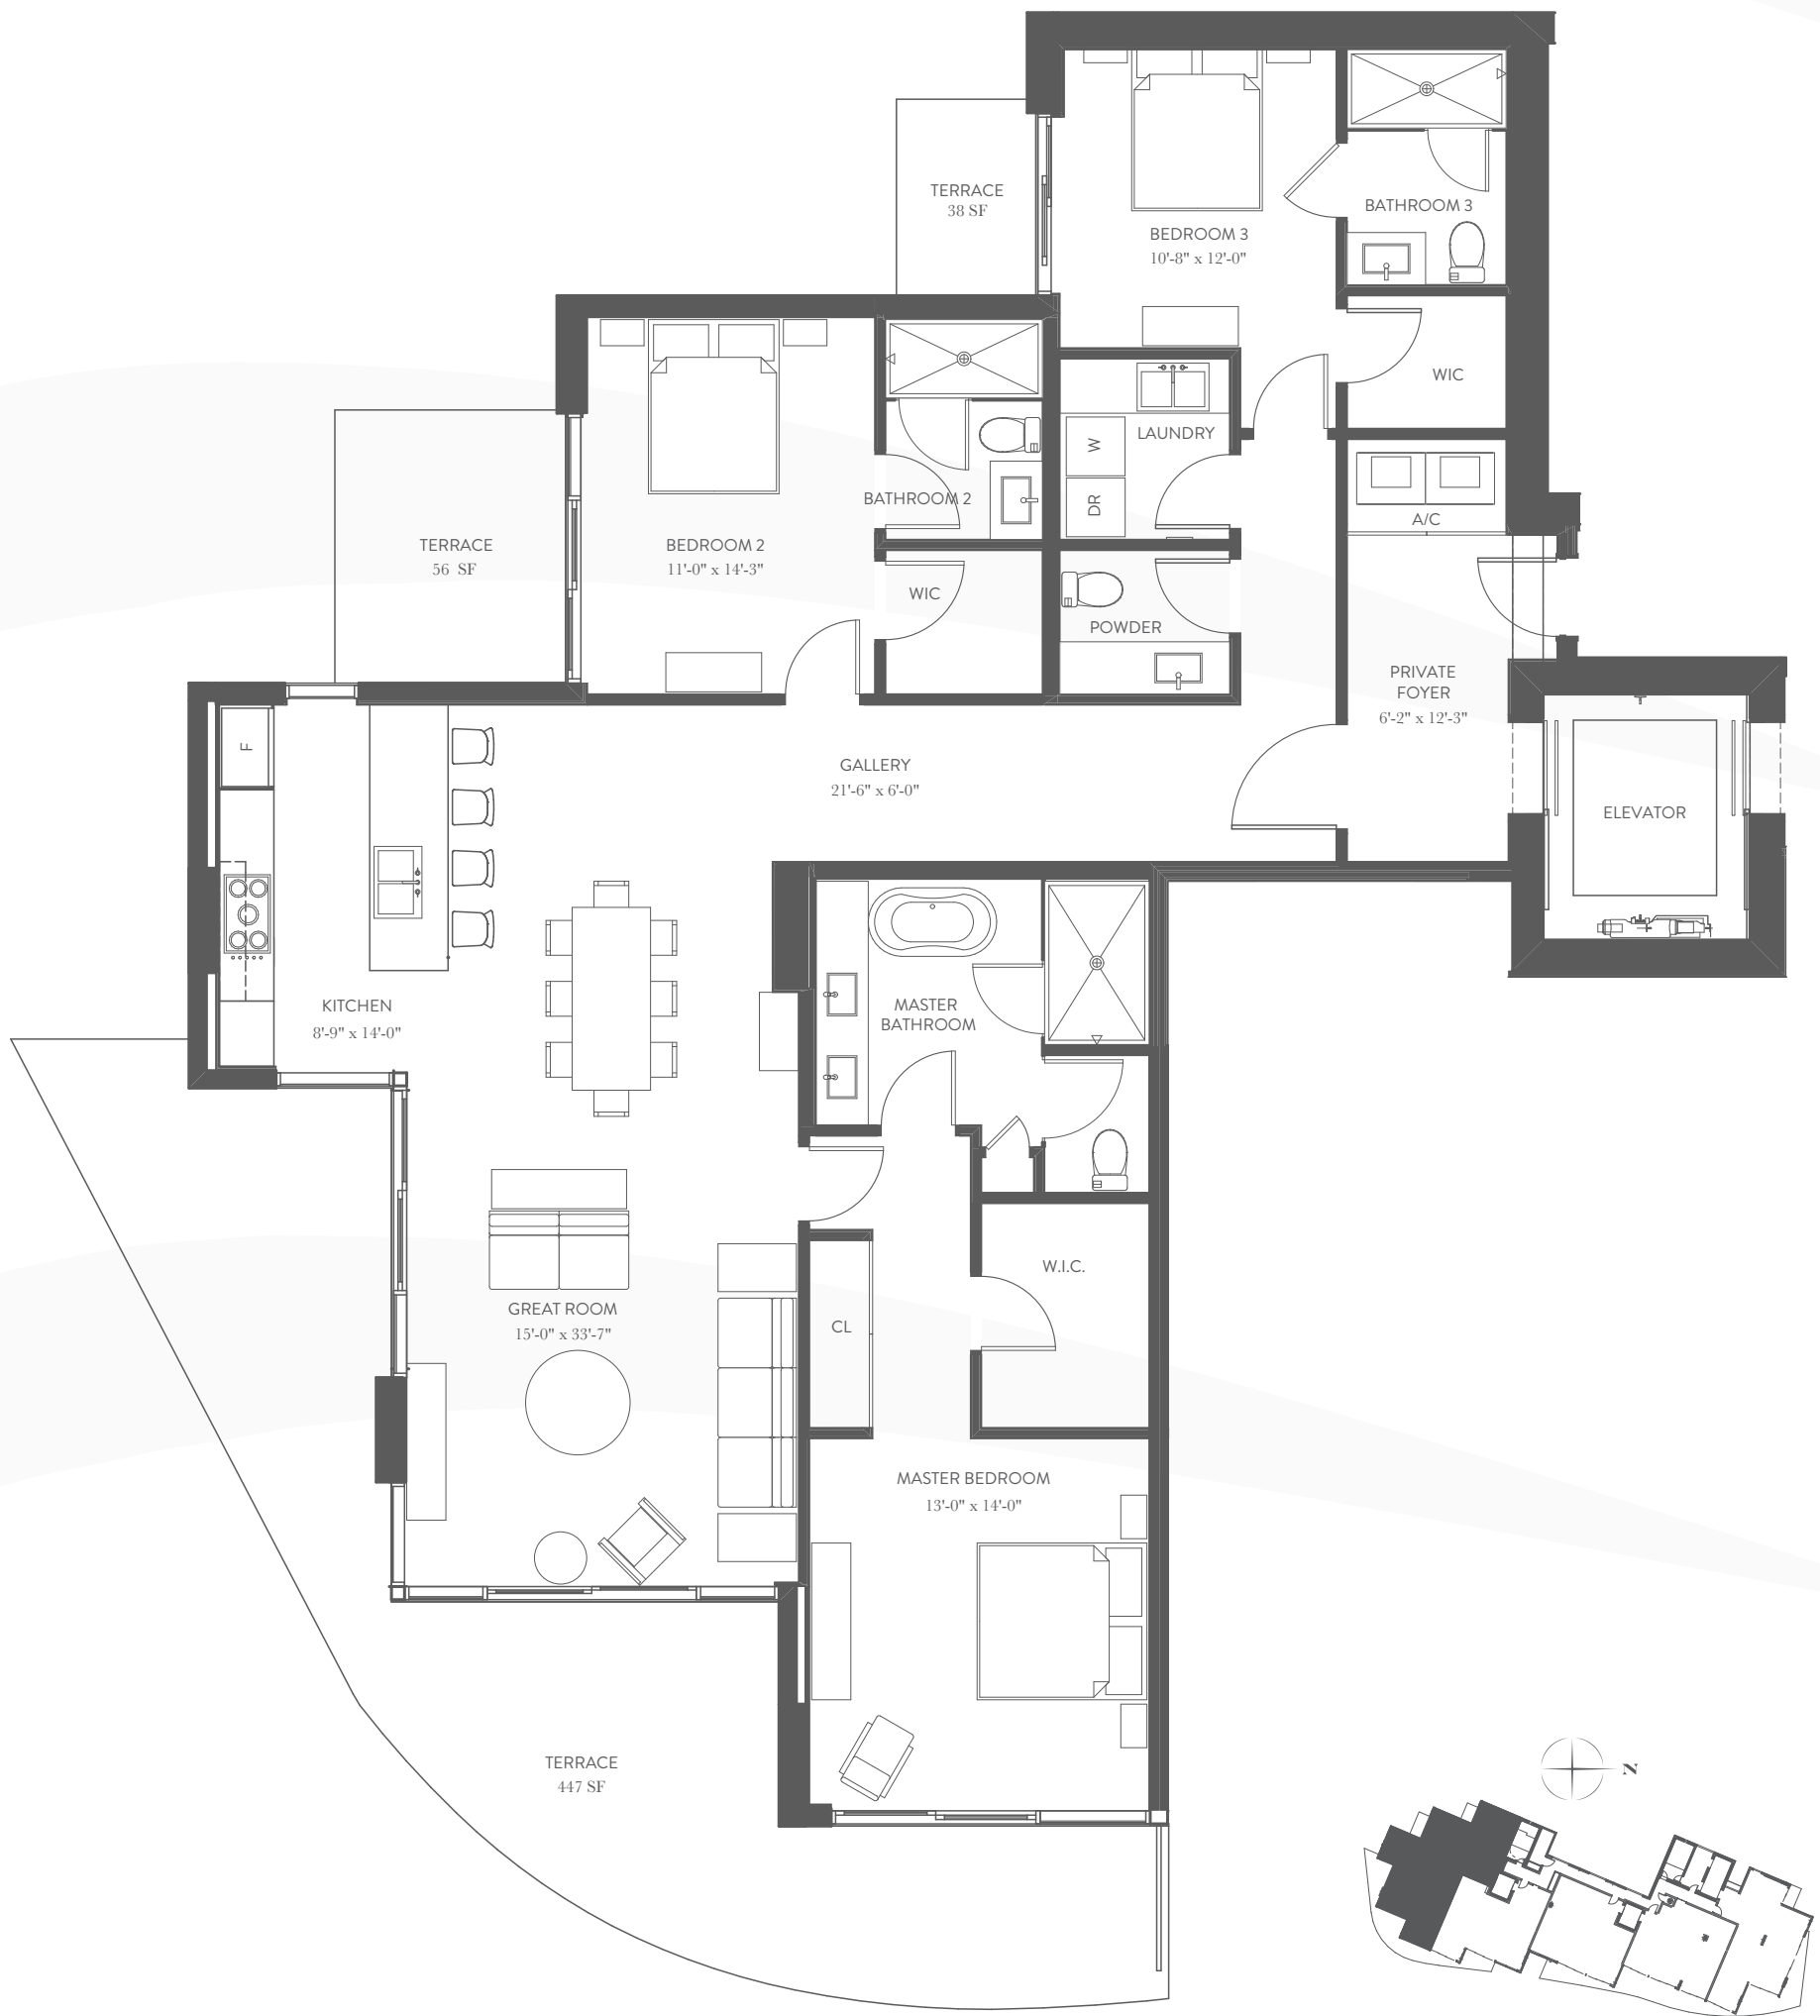 TERRACE
38 SF
BEDROOM 3
10'-8" x 12'-0"
BATHROOM 3
WIC
LAUNDRY
W
DR
A/C
BATHROOM 2
BEDROOM 2
11'-0" x 14'-3"
TERRACE
56 SF
WIC
POWDER
PRIVATE
FOYER
6'-2" x 12'-3"
ELEVATOR
GALLERY
21'-6" x 6'-0"
F
KITCHEN
8'-9" x 14'-0"
MASTER
BATHROOM
W.I.C.
CL
GREAT ROOM
15'-0" x 33'-7"
MASTER BEDROOM
13'-0" x 14'-0"
TERRACE
447 SF
N